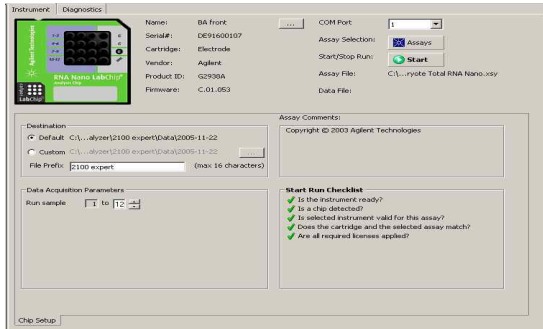 Instrument Diagnostics
Name: BA front ... COM Port 1
Serial#: DE91600107
Cartridge: Electrode Assay Selection: Assays
Vendor: Agilent Start/Stop Run: Start
Product ID: G2938A Assay File: C:\...ryote Total RNA Nano.xsy
Firmware: C.01.053 Data File:
Agilent Technologies
RNA Nano LabChip®
LabChip
Assay Comments:
Copyright © 2003 Agilent Technologies
Destination
Default C:\...alyzer\2100 expert\Data\2005-11-22
Custom C:\...alyzer\2100 expert\Data\2005-11-22 ...
File Prefix 2100 expert (max 16 characters)
Data Acquisition Parameters
Run sample 1 to 12
Start Run Checklist
Is the instrument ready?
Is a chip detected?
Is selected instrument valid for this assay?
Does the cartridge and the selected assay match?
Are all required licenses applied?
Chip Setup